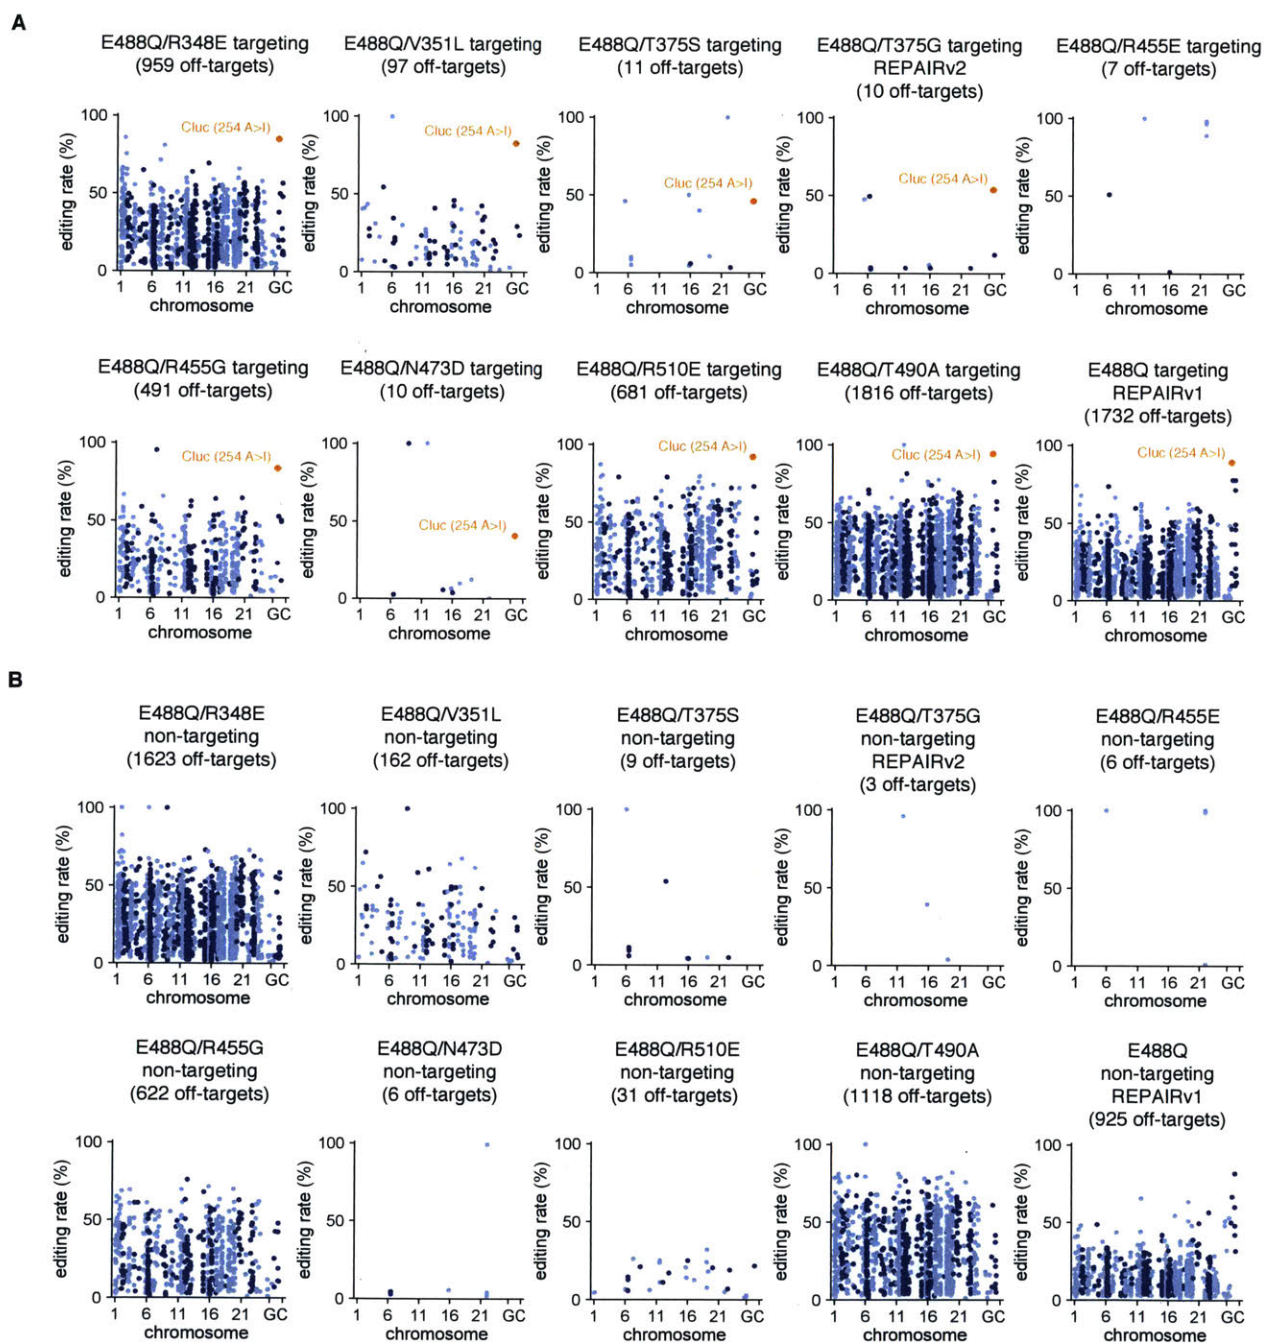 A
E488Q/R348E targeting
(959 off-targets)
100
50
0
editing rate (%)
Cluc (254 A>I)
1 6 11 16 21 GC
chromosome
E488Q/V351L targeting
(97 off-targets)
100
50
0
editing rate (%)
Cluc (254 A>I)
1 6 11 16 21 GC
chromosome
E488Q/T375S targeting
(11 off-targets)
100
50
0
editing rate (%)
Cluc (254 A>I)
1 6 11 16 21 GC
chromosome
E488Q/T375G targeting
REPAIRv2
(10 off-targets)
100
50
0
editing rate (%)
Cluc (254 A>I)
1 6 11 16 21 GC
chromosome
E488Q/R455E targeting
(7 off-targets)
100
50
0
editing rate (%)
1 6 11 16 21 GC
chromosome
E488Q/R455G targeting
(491 off-targets)
100
50
0
editing rate (%)
Cluc (254 A>I)
1 6 11 16 21 GC
chromosome
E488Q/N473D targeting
(10 off-targets)
100
50
0
editing rate (%)
Cluc (254 A>I)
1 6 11 16 21 GC
chromosome
E488Q/R510E targeting
(681 off-targets)
100
50
0
editing rate (%)
Cluc (254 A>I)
1 6 11 16 21 GC
chromosome
E488Q/T490A targeting
(1816 off-targets)
100
50
0
editing rate (%)
Cluc (254 A>I)
1 6 11 16 21 GC
chromosome
E488Q targeting
REPAIRv1
(1732 off-targets)
100
50
0
editing rate (%)
Cluc (254 A>I)
1 6 11 16 21 GC
chromosome
B
E488Q/R348E
non-targeting
(1623 off-targets)
100
50
0
editing rate (%)
1 6 11 16 21 GC
chromosome
E488Q/V351L
non-targeting
(162 off-targets)
100
50
0
editing rate (%)
1 6 11 16 21 GC
chromosome
E488Q/T375S
non-targeting
(9 off-targets)
100
50
0
editing rate (%)
1 6 11 16 21 GC
chromosome
E488Q/T375G
non-targeting
REPAIRv2
(3 off-targets)
100
50
0
editing rate (%)
1 6 11 16 21 GC
chromosome
E488Q/R455E
non-targeting
(6 off-targets)
100
50
0
editing rate (%)
1 6 11 16 21 GC
chromosome
E488Q/R455G
non-targeting
(622 off-targets)
100
50
0
editing rate (%)
1 6 11 16 21 GC
chromosome
E488Q/N473D
non-targeting
(6 off-targets)
100
50
0
editing rate (%)
1 6 11 16 21 GC
chromosome
E488Q/R510E
non-targeting
(31 off-targets)
100
50
0
editing rate (%)
1 6 11 16 21 GC
chromosome
E488Q/T490A
non-targeting
(1118 off-targets)
100
50
0
editing rate (%)
1 6 11 16 21 GC
chromosome
E488Q
non-targeting
REPAIRv1
(925 off-targets)
100
50
0
editing rate (%)
1 6 11 16 21 GC
chromosome